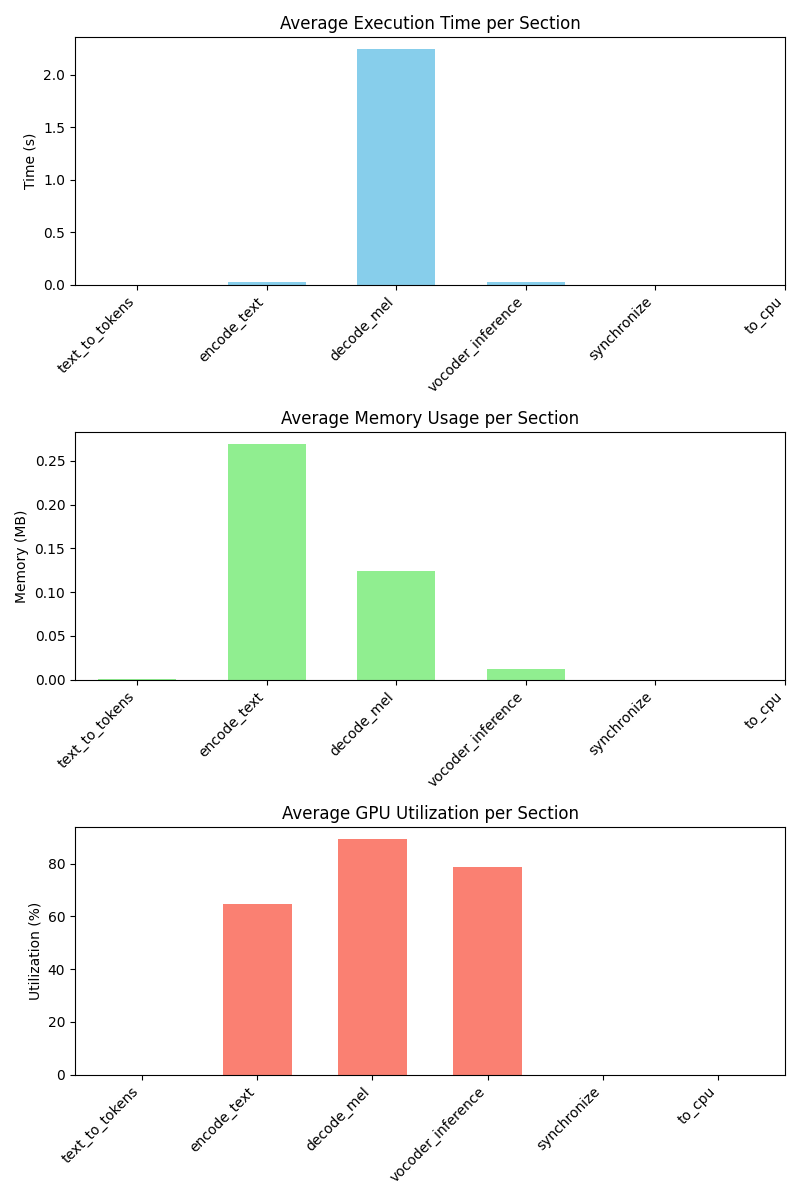 Average Execution Time per Section
Time (s)
2.0
1.5
1.0
0.5
0.0
text_to_tokens
encode_text
decode_mel
vocoder_inference
synchronize
to_cpu
Average Memory Usage per Section
Memory (MB)
0.25
0.20
0.15
0.10
0.05
0.00
text_to_tokens
encode_text
decode_mel
vocoder_inference
synchronize
to_cpu
Average GPU Utilization per Section
Utilization (%)
80
60
40
20
0
text_to_tokens
encode_text
decode_mel
vocoder_inference
synchronize
to_cpu